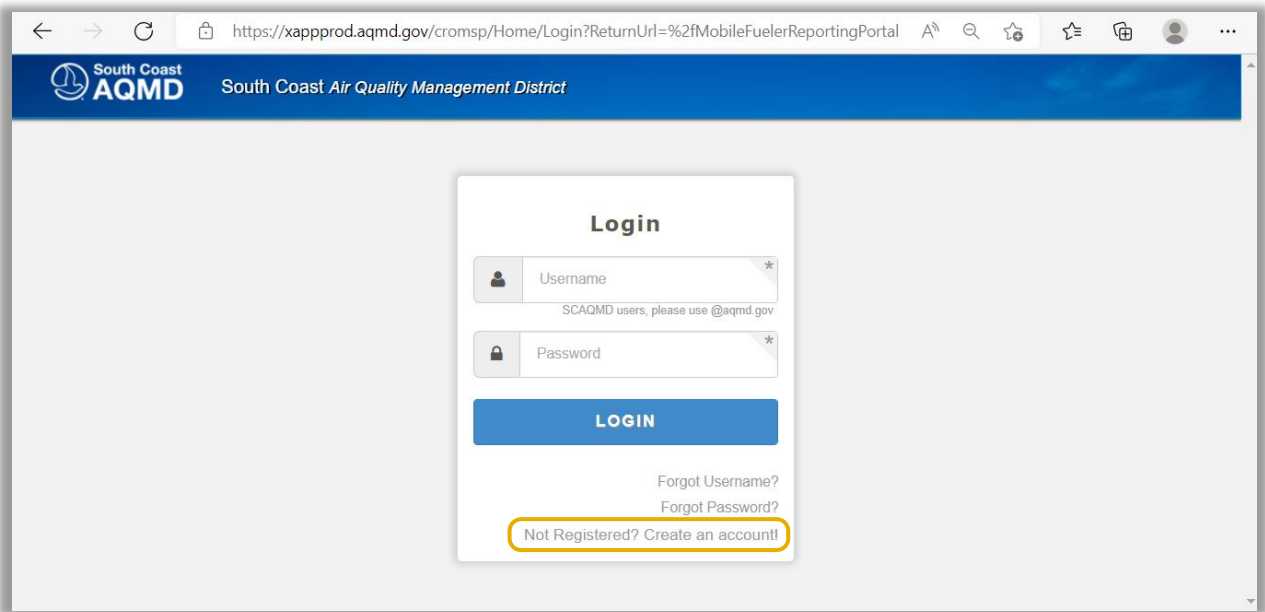 https://xappprod.aqmd.gov/cromsp/Home/Login?ReturnUrl=%2fMobileFuelerReportingPortal
South Coast
AQMD
South Coast Air Quality Management District
Login
Username
*
SCAQMD users, please use @aqmd.gov
Password
*
LOGIN
Forgot Username?
Forgot Password?
Not Registered? Create an account!